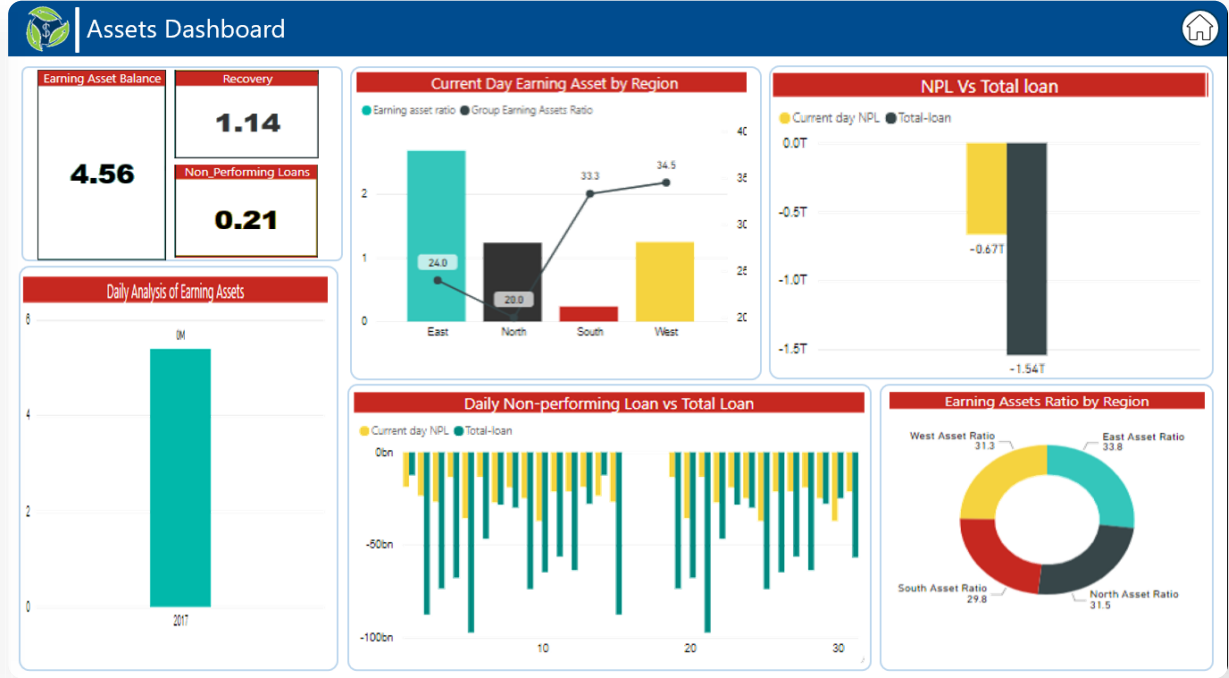 Assets Dashboard
Earning Asset Balance
4.56
Recovery
1.14
Non_Performing Loans
0.21
Current Day Earning Asset by Region
Earning asset ratio Group Earning Assets Ratio
2
1
0
24.0
20.0
33.3
34.5
30
20
East North South West
NPL Vs Total loan
Current day NPL Total-loan
0.0T
-0.5T
-1.0T
-1.5T
-0.67T
-1.54T
Daily Analysis of Earning Assets
6
4
2
0
0M
2017
Daily Non-performing Loan vs Total Loan
Current day NPL Total-loan
0bn
-50bn
-100bn
10 20 30
Earning Assets Ratio by Region
West Asset Ratio
31.3
East Asset Ratio
33.8
South Asset Ratio
29.8
North Asset Ratio
31.5